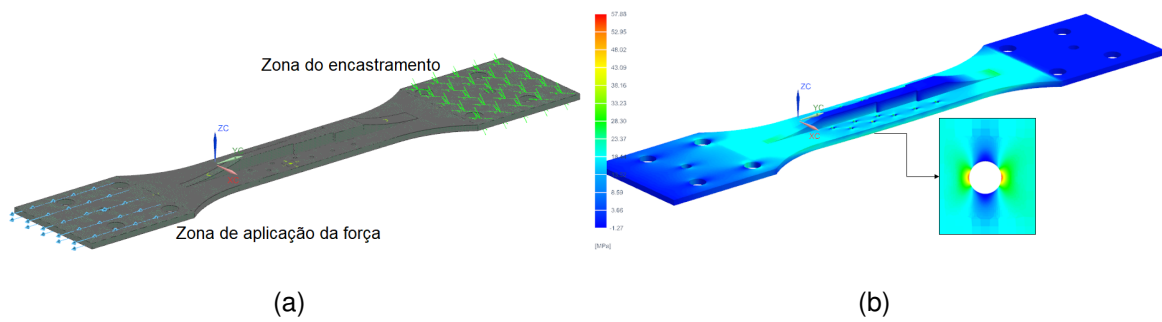 Zona do encastramento
ZC
YC
Zona de aplicação da força
(a)
57.88
52.95
48.02
43.09
38.16
33.23
28.30
23.37
8.59
3.66
-1.27
[MPa]
ZC
YC
XC
(b)